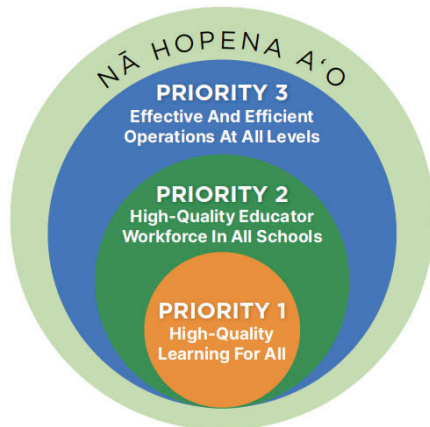 NĀ HOPENA AʻO
PRIORITY 3
Effective And Efficient
Operations At All Levels
PRIORITY 2
High-Quality Educator
Workforce In All Schools
PRIORITY 1
High-Quality
Learning For All